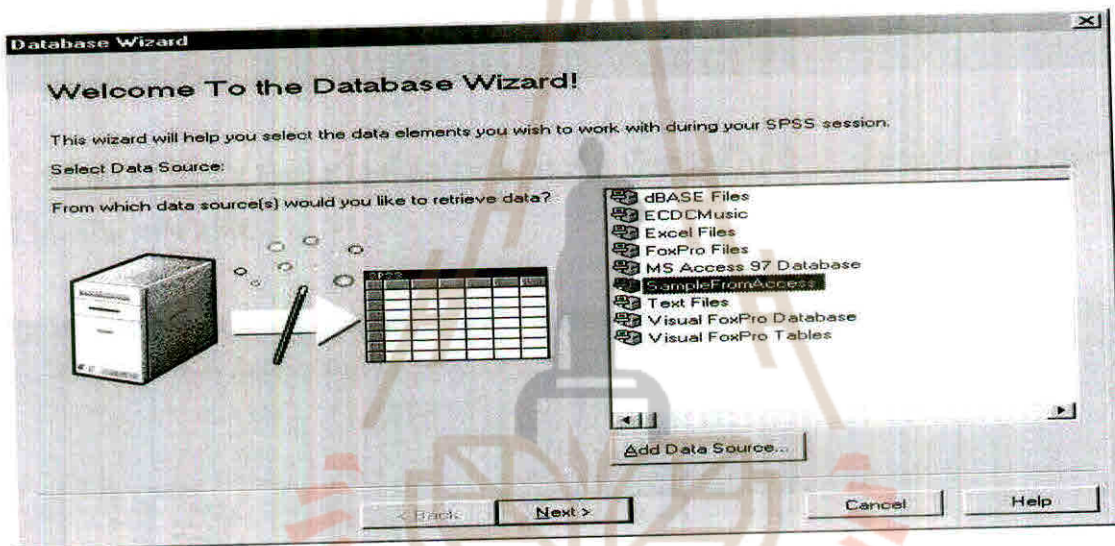 Database Wizard
Welcome To the Database Wizard!
This wizard will help you select the data elements you wish to work with during your SPSS session.
Select Data Source:
From which data source(s) would you like to retrieve data?
SPSS
dBASE Files
ECDCMusic
Excel Files
FoxPro Files
MS Access 97 Database
SampleFromAccess
Text Files
Visual FoxPro Database
Visual FoxPro Tables
Add Data Source...
< Back
Next >
Cancel
Help